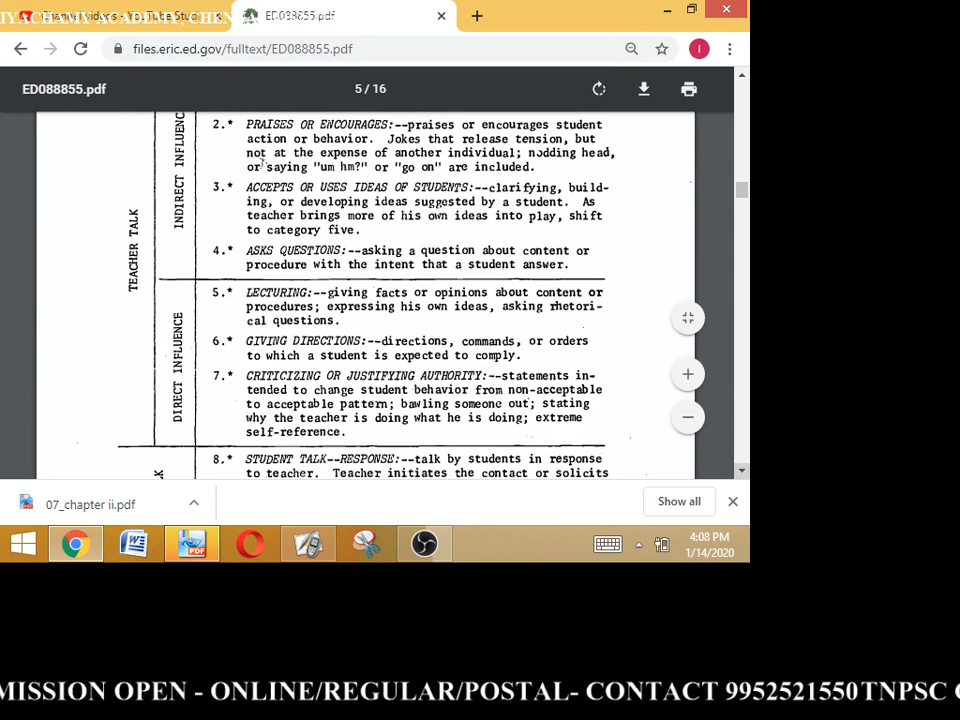 IYACHAMY ACADEMY, CHEN
Channel videos - YouTube Studi
ED088855.pdf
files.eric.ed.gov/fulltext/ED088855.pdf
I
ED088855.pdf
5 / 16
TEACHER TALK
INDIRECT INFLUENC
2.* PRAISES OR ENCOURAGES:--praises or encourages student
action or behavior. Jokes that release tension, but
not at the expense of another individual; nodding head,
or saying "um hm?" or "go on" are included.
3.* ACCEPTS OR USES IDEAS OF STUDENTS:--clarifying, build-
ing, or developing ideas suggested by a student. As
teacher brings more of his own ideas into play, shift
to category five.
4.* ASKS QUESTIONS:--asking a question about content or
procedure with the intent that a student answer.
DIRECT INFLUENCE
5.* LECTURING:--giving facts or opinions about content or
procedures; expressing his own ideas, asking rhetori-
cal questions.
6.* GIVING DIRECTIONS:--directions, commands, or orders
to which a student is expected to comply.
7.* CRITICIZING OR JUSTIFYING AUTHORITY:--statements in-
tended to change student behavior from non-acceptable
to acceptable pattern; bawling someone out; stating
why the teacher is doing what he is doing; extreme
self-reference.
8.* STUDENT TALK--RESPONSE:--talk by students in response
to teacher. Teacher initiates the contact or solicits
07_chapter ii.pdf
Show all
4:08 PM
1/14/2020
MISSION OPEN - ONLINE/REGULAR/POSTAL- CONTACT 9952521550TNPSC